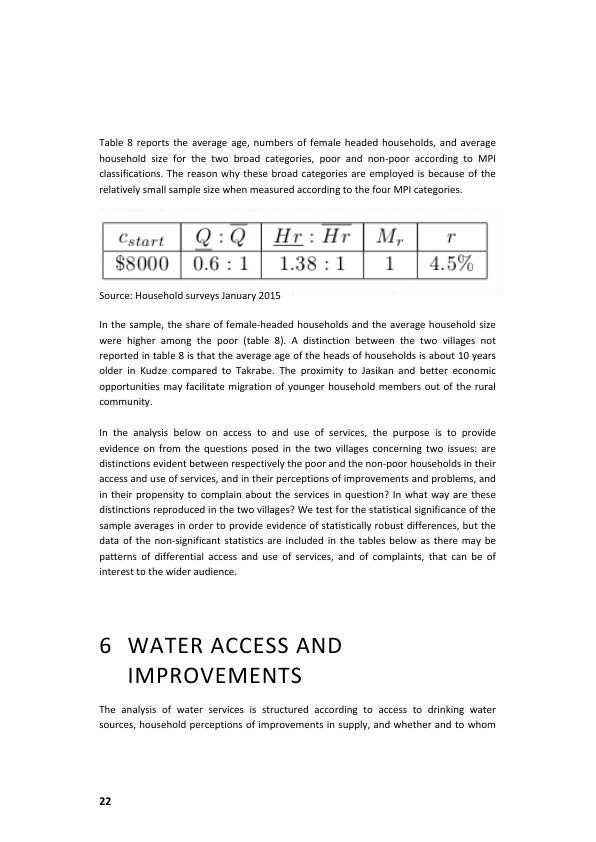 Table 8 reports the average age, numbers of female headed households, and average
household size for the two broad categories, poor and non-poor according to MPI
classifications. The reason why these broad categories are employed is because of the
relatively small sample size when measured according to the four MPI categories.
c_start Q : Q̅ Hr : H̅r̅ M_r r
$8000 0.6 : 1 1.38 : 1 1 4.5%
Source: Household surveys January 2015
In the sample, the share of female-headed households and the average household size
were higher among the poor (table 8). A distinction between the two villages not
reported in table 8 is that the average age of the heads of households is about 10 years
older in Kudze compared to Takrabe. The proximity to Jasikan and better economic
opportunities may facilitate migration of younger household members out of the rural
community.
In the analysis below on access to and use of services, the purpose is to provide
evidence on from the questions posed in the two villages concerning two issues: are
distinctions evident between respectively the poor and the non-poor households in their
access and use of services, and in their perceptions of improvements and problems, and
in their propensity to complain about the services in question? In what way are these
distinctions reproduced in the two villages? We test for the statistical significance of the
sample averages in order to provide evidence of statistically robust differences, but the
data of the non-significant statistics are included in the tables below as there may be
patterns of differential access and use of services, and of complaints, that can be of
interest to the wider audience.
6 WATER ACCESS AND
IMPROVEMENTS
The analysis of water services is structured according to access to drinking water
sources, household perceptions of improvements in supply, and whether and to whom
22